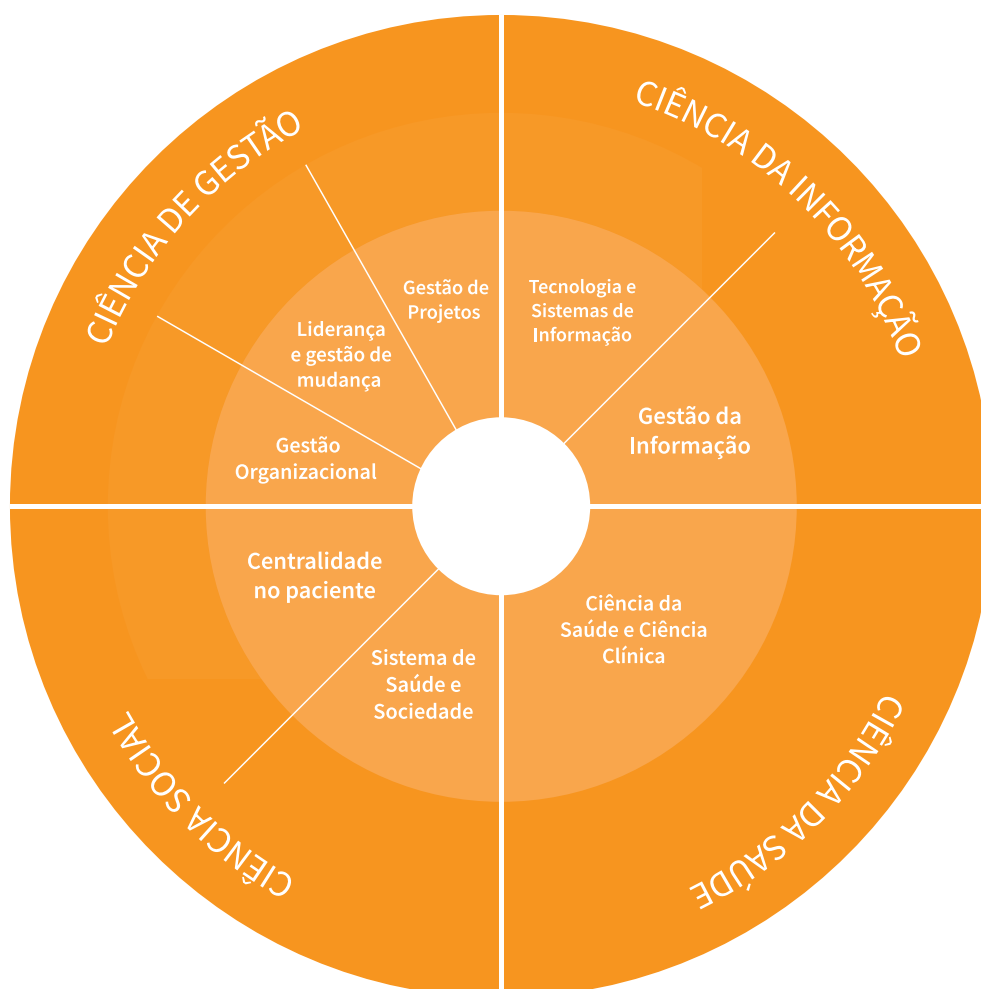 CIÊNCIA DE GESTÃO
CIÊNCIA DA INFORMAÇÃO
Gestão de
Projetos
Liderança
e gestão de
mudança
Gestão
Organizacional
Tecnologia e
Sistemas de
Informação
Gestão da
Informação
Centralidade
no paciente
Sistema de
Saúde e
Sociedade
Ciência da
Saúde e Ciência
Clínica
CIÊNCIA SOCIAL
CIÊNCIA DA SAÚDE